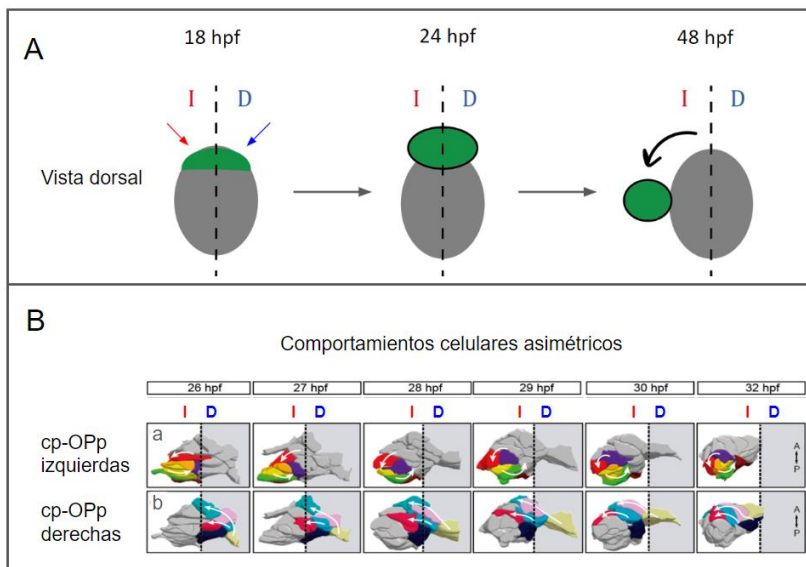 A
18 hpf
24 hpf
48 hpf
I D
I D
I D
Vista dorsal
B
Comportamientos celulares asimétricos
26 hpf
27 hpf
28 hpf
29 hpf
30 hpf
32 hpf
I D
I D
I D
I D
I D
I D
cp-OPp
izquierdas
a
A
P
cp-OPp
derechas
b
A
P